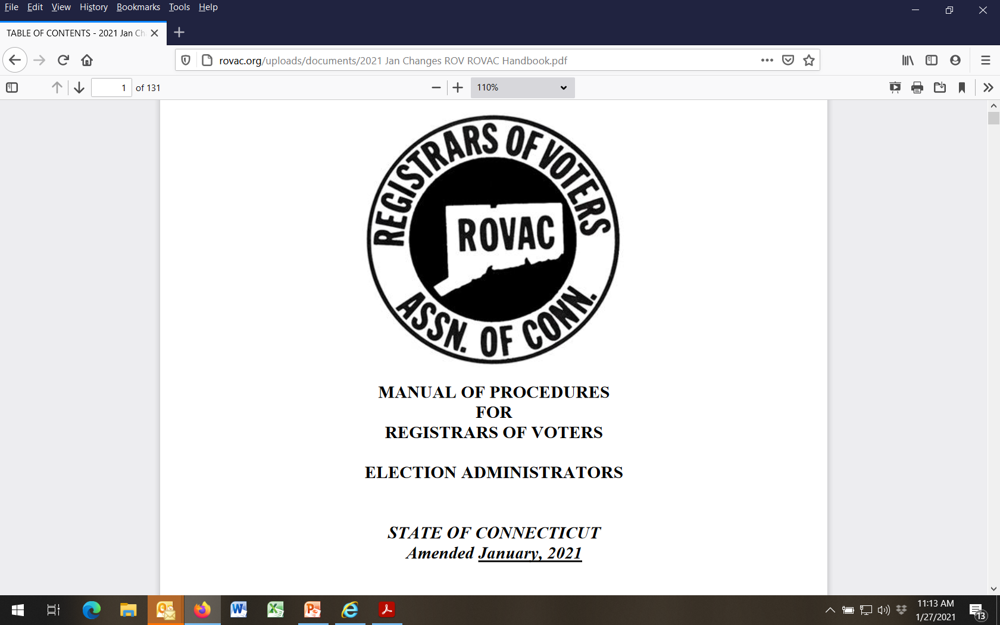 File Edit View History Bookmarks Tools Help
TABLE OF CONTENTS - 2021 Jan Ch
rovac.org/uploads/documents/2021 Jan Changes ROV ROVAC Handbook.pdf
1 of 131
110%
REGISTRARS OF VOTERS
ROVAC
ASSN. OF CONN.
MANUAL OF PROCEDURES
FOR
REGISTRARS OF VOTERS
ELECTION ADMINISTRATORS
STATE OF CONNECTICUT
Amended January, 2021
11:13 AM
1/27/2021
13